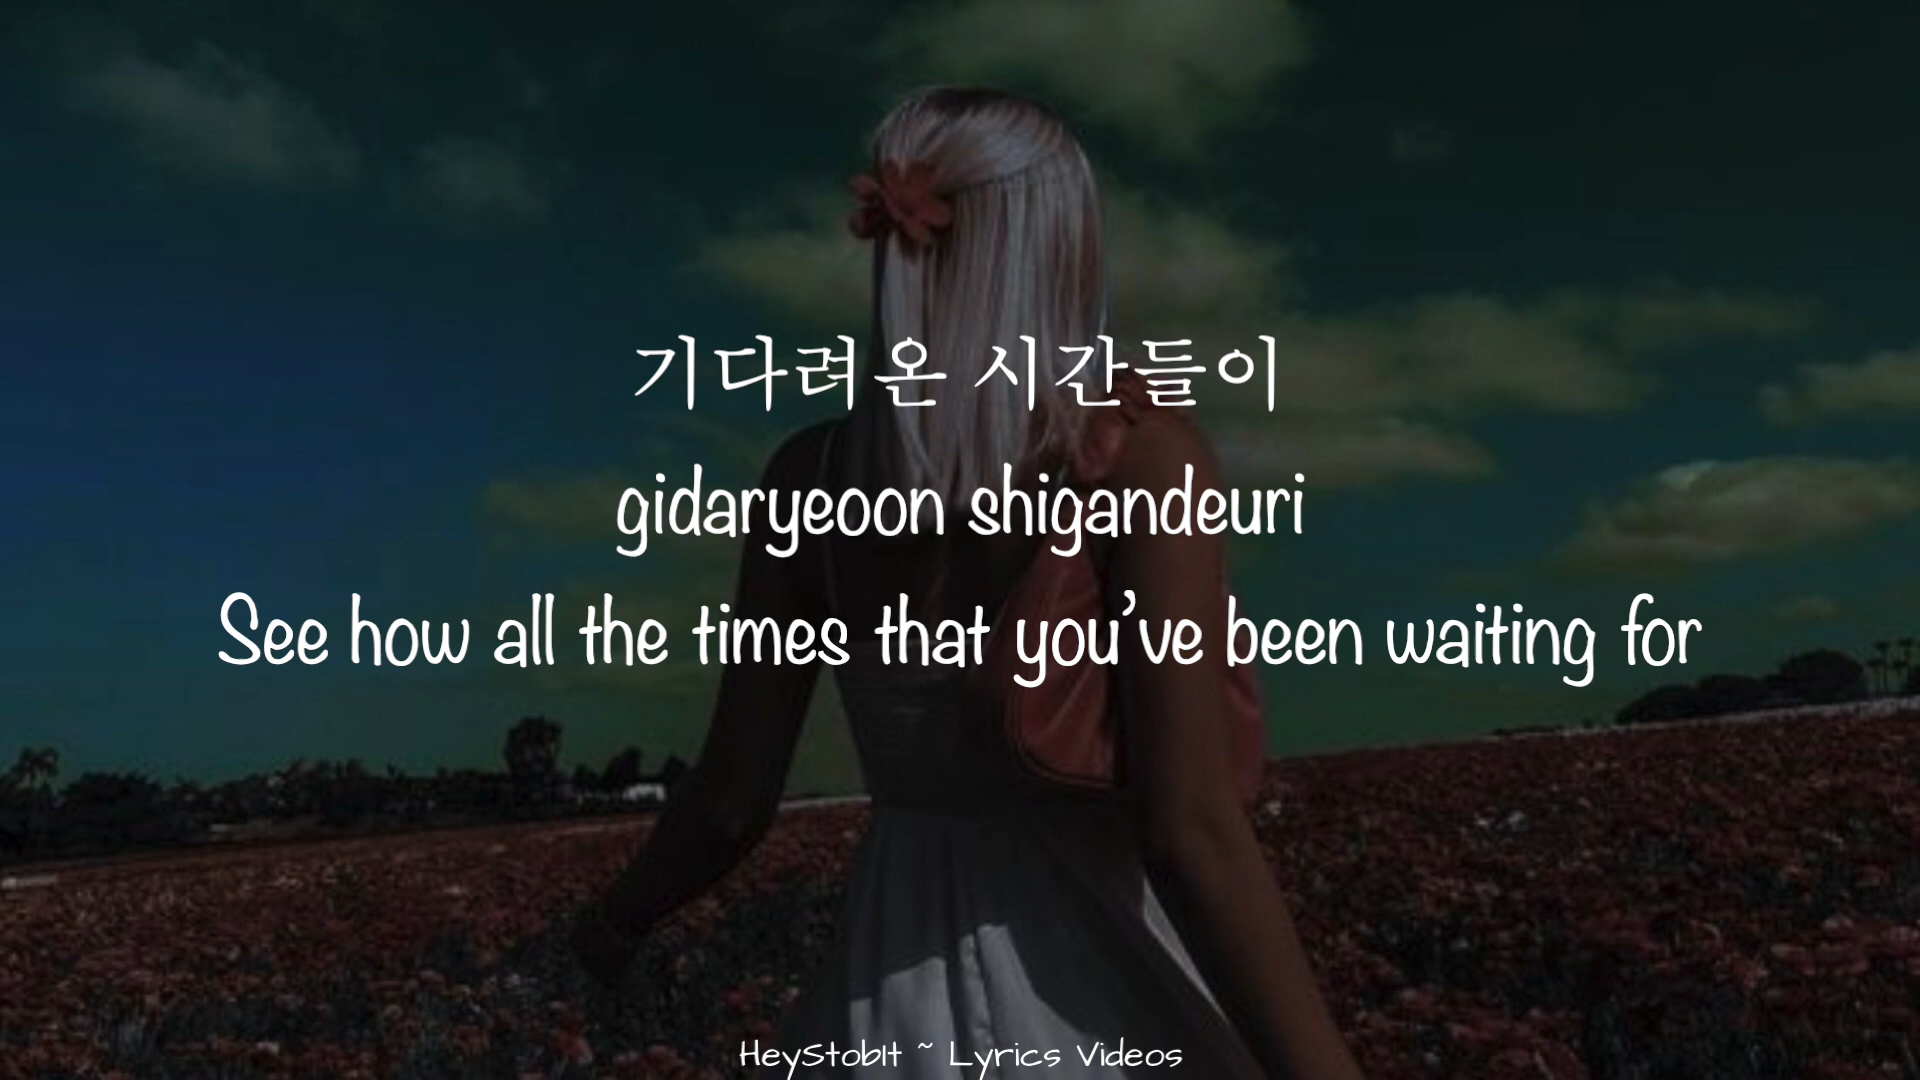 기다려온 시간들이
gidaryeoon shigandeuri
See how all the times that you’ve been waiting for
HeyStobIt ~ Lyrics Videos